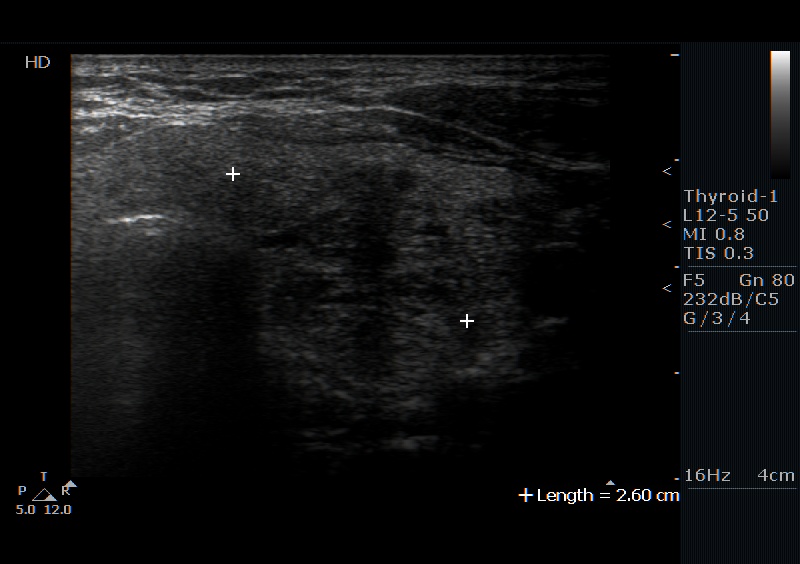 HD
Thyroid-1
L12-5 50
MI 0.8
TIS 0.3
F5 Gn 80
232dB/C5
G/3/4
16Hz 4cm
T
P R
5.0 12.0
+ Length = 2.60 cm